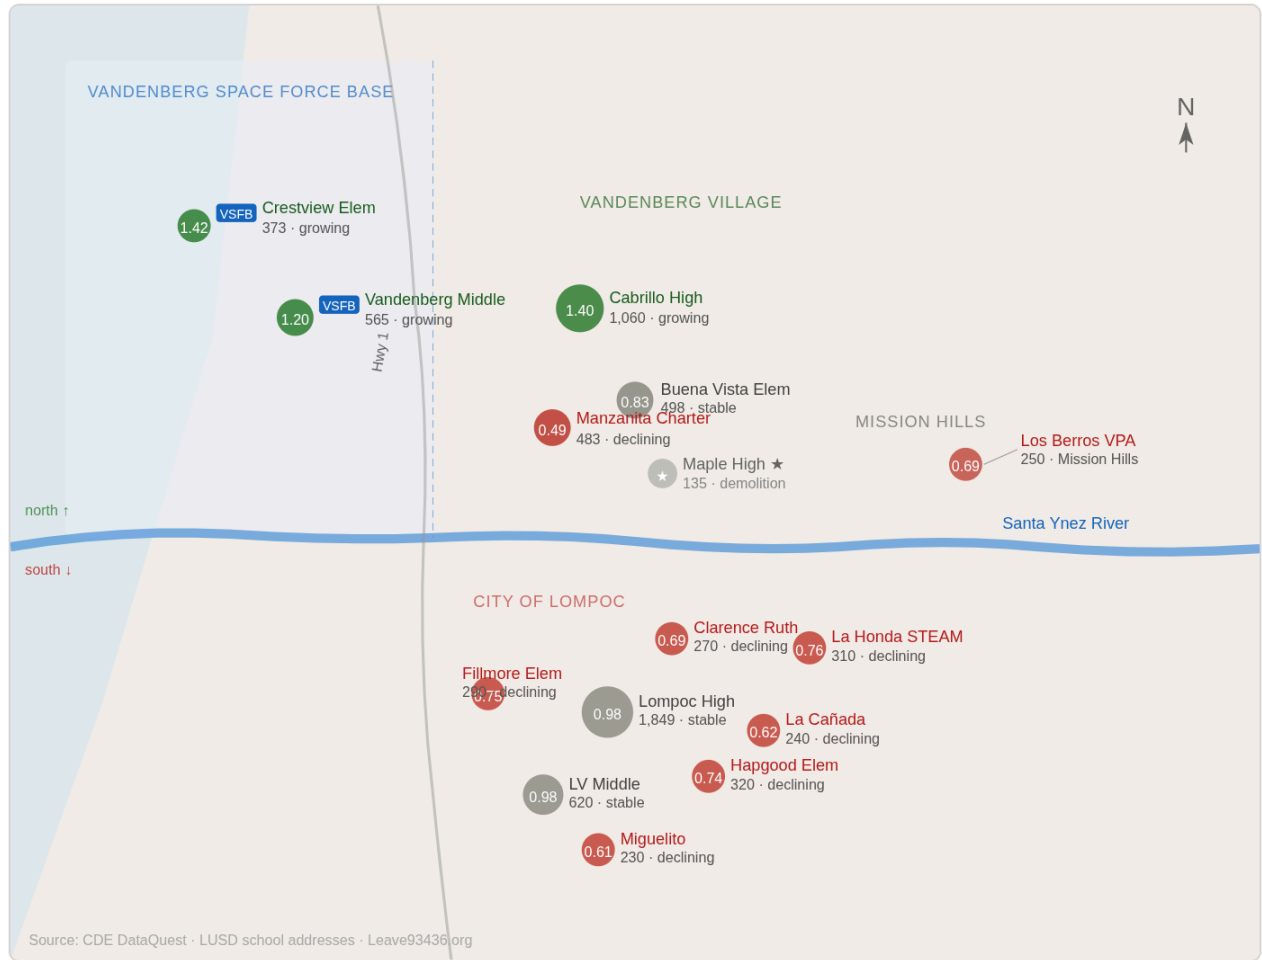 VANDENBERG SPACE FORCE BASE
N
VANDENBERG VILLAGE
1.42
VSFB
Crestview Elem
373 · growing
1.20
VSFB
Vandenberg Middle
565 · growing
Hwy 1
1.40
Cabrillo High
1,060 · growing
0.83
Buena Vista Elem
498 · stable
0.49
Manzanita Charter
483 · declining
★
Maple High ★
135 · demolition
MISSION HILLS
0.69
Los Berros VPA
250 · Mission Hills
north ↑
Santa Ynez River
south ↓
CITY OF LOMPOC
0.69
Clarence Ruth
270 · declining
0.76
La Honda STEAM
310 · declining
Fillmore Elem
290 · declining
0.75
0.98
Lompoc High
1,849 · stable
0.62
La Cañada
240 · declining
0.74
Hapgood Elem
320 · declining
0.98
LV Middle
620 · stable
0.61
Miguelito
230 · declining
Source: CDE DataQuest · LUSD school addresses · Leave93436.org